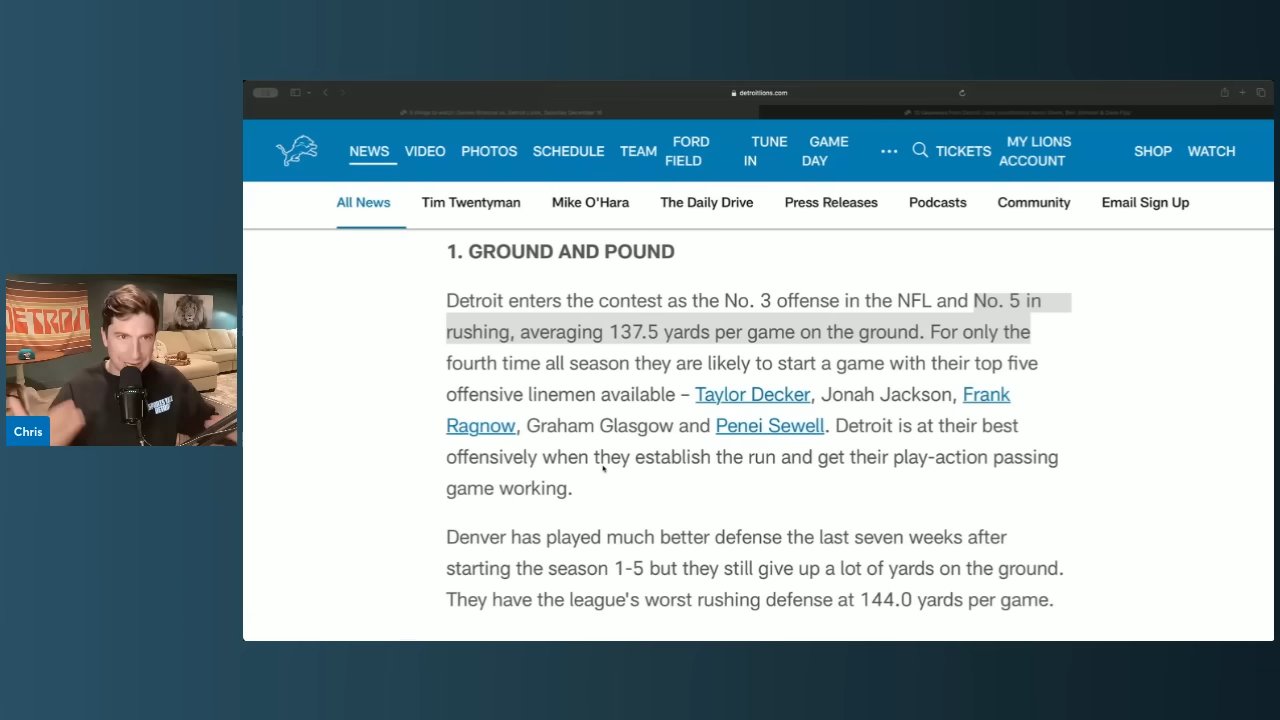 detroitlions.com
NEWS VIDEO PHOTOS SCHEDULE TEAM FORD FIELD TUNE IN GAME DAY ••• TICKETS MY LIONS ACCOUNT SHOP WATCH
All News Tim Twentyman Mike O'Hara The Daily Drive Press Releases Podcasts Community Email Sign Up
1. GROUND AND POUND
Detroit enters the contest as the No. 3 offense in the NFL and No. 5 in
rushing, averaging 137.5 yards per game on the ground. For only the
fourth time all season they are likely to start a game with their top five
offensive linemen available – Taylor Decker, Jonah Jackson, Frank
Ragnow, Graham Glasgow and Penei Sewell. Detroit is at their best
offensively when they establish the run and get their play-action passing
game working.
Denver has played much better defense the last seven weeks after
starting the season 1-5 but they still give up a lot of yards on the ground.
They have the league's worst rushing defense at 144.0 yards per game.
DETROIT
Chris